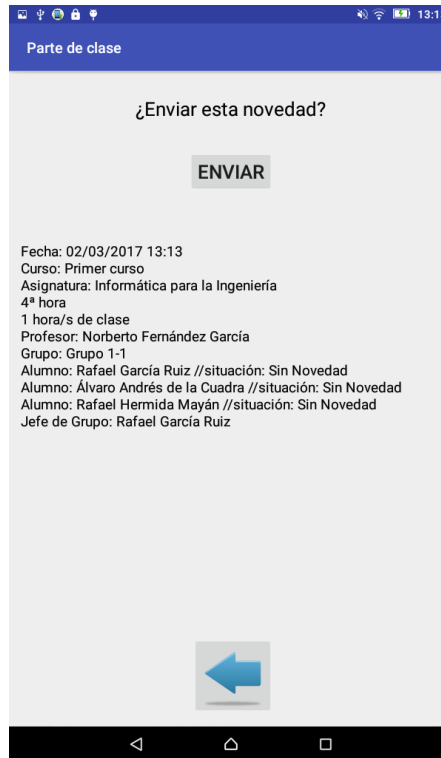 13:1
Parte de clase
¿Enviar esta novedad?
ENVIAR
Fecha: 02/03/2017 13:13
Curso: Primer curso
Asignatura: Informática para la Ingeniería
4ª hora
1 hora/s de clase
Profesor: Norberto Fernández García
Grupo: Grupo 1-1
Alumno: Rafael García Ruiz //situación: Sin Novedad
Alumno: Álvaro Andrés de la Cuadra //situación: Sin Novedad
Alumno: Rafael Hermida Mayán //situación: Sin Novedad
Jefe de Grupo: Rafael García Ruiz